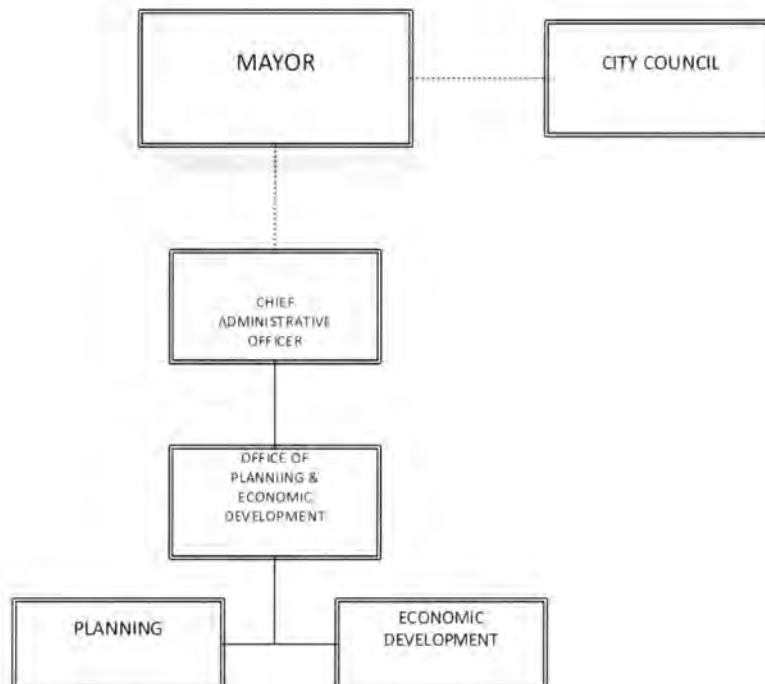 MAYOR
CITY COUNCIL
CHIEF
ADMINISTRATIVE
OFFICER
OFFICE OF
PLANNIING &
ECONOMIC
DEVELOPMENT
PLANNING
ECONOMIC
DEVELOPMENT